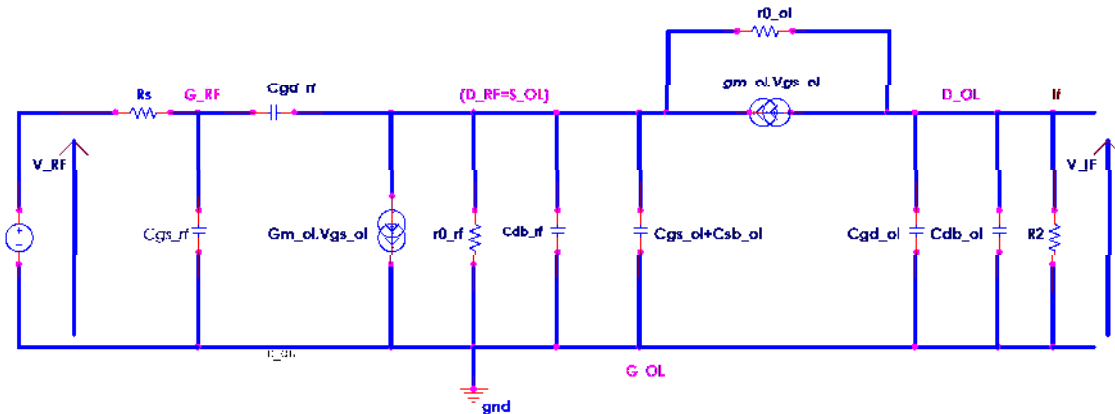 r0_ol
gm_ol.Vgs_ol
Rs
G_RF
Cgd_rf
(D_RF=S_OL)
D_OL
If
V_RF
V_IF
Cgs_rf
Gm_ol.Vgs_ol
r0_rf
Cdb_rf
Cgs_ol+Csb_ol
Cgd_ol
Cdb_ol
R2
G_OL
gnd